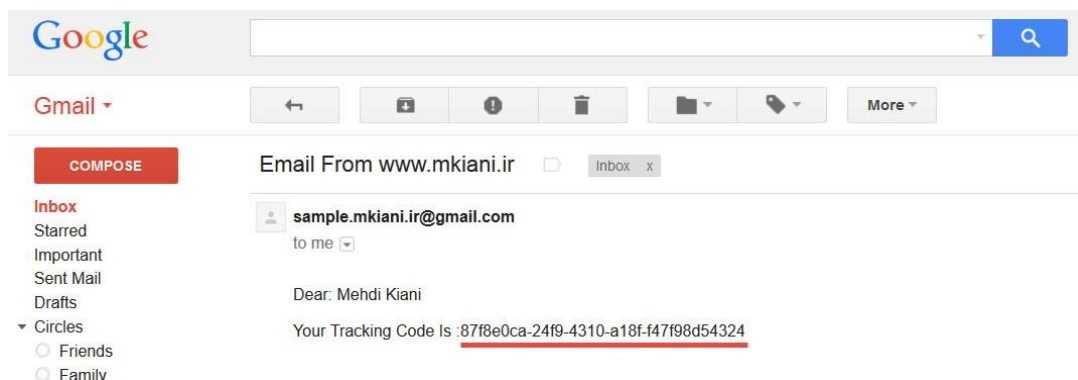 Google
Gmail
More
COMPOSE
Email From www.mkiani.ir
Inbox x
Inbox
Starred
Important
Sent Mail
Drafts
Circles
Friends
Family
sample.mkiani.ir@gmail.com
to me
Dear: Mehdi Kiani
Your Tracking Code Is :87f8e0ca-24f9-4310-a18f-f47f98d54324